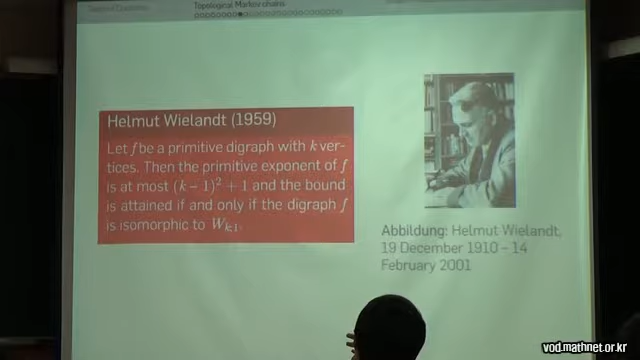 Topological Markov chains
Helmut Wielandt (1959)
Let f be a primitive digraph with k ver-
tices. Then the primitive exponent of f
is at most (k − 1)² + 1 and the bound
is attained if and only if the digraph f
is isomorphic to W_{k,1}.
Abbildung: Helmut Wielandt,
19 December 1910 – 14
February 2001
vod.mathnet.or.kr